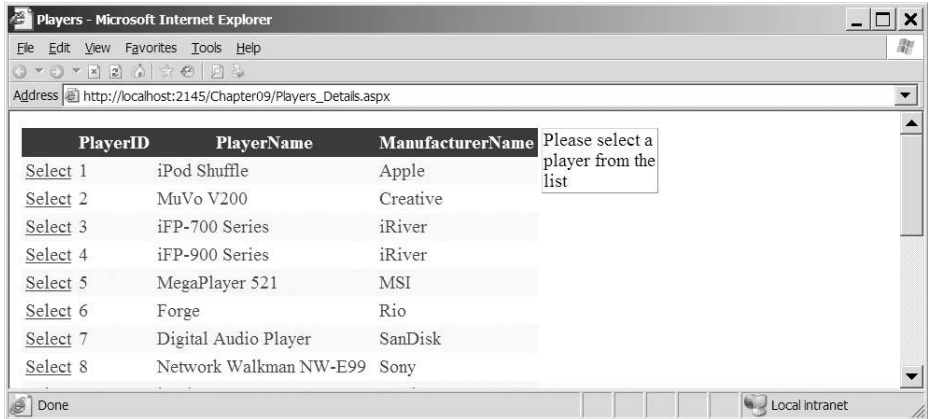 Players - Microsoft Internet Explorer
File Edit View Favorites Tools Help
Address http://localhost:2145/Chapter09/Players_Details.aspx
PlayerID PlayerName ManufacturerName
Select 1 iPod Shuffle Apple
Select 2 MuVo V200 Creative
Select 3 iFP-700 Series iRiver
Select 4 iFP-900 Series iRiver
Select 5 MegaPlayer 521 MSI
Select 6 Forge Rio
Select 7 Digital Audio Player SanDisk
Select 8 Network Walkman NW-E99 Sony
Please select a
player from the
list
Done Local intranet